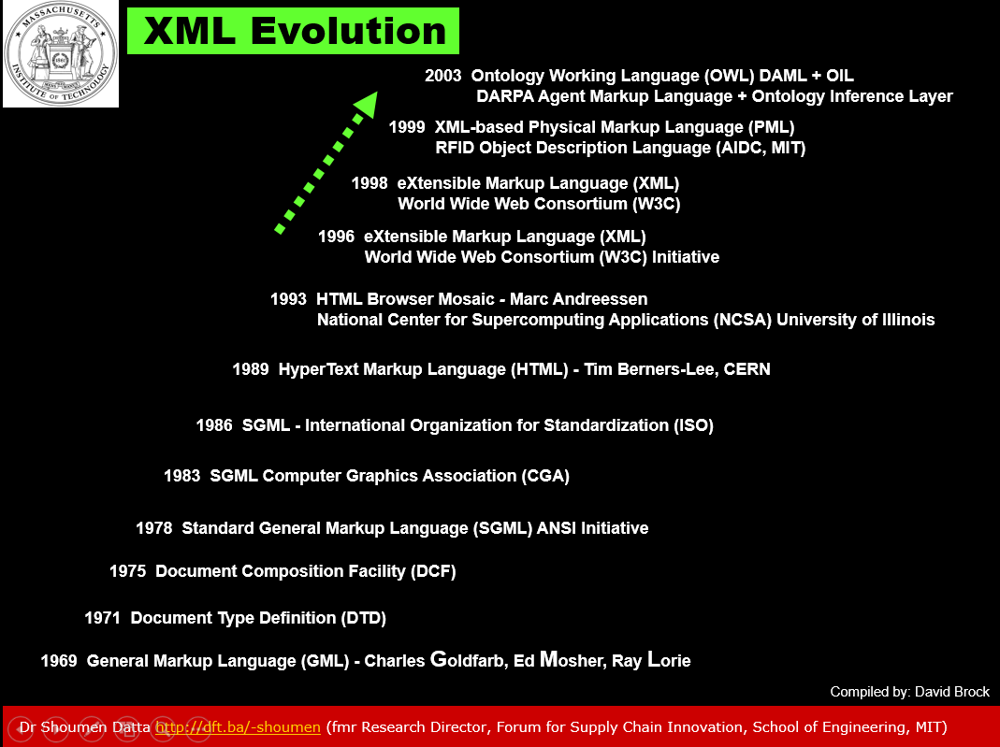 MASSACHUSETTS
INSTITUTE OF TECHNOLOGY
XML Evolution
2003 Ontology Working Language (OWL) DAML + OIL
DARPA Agent Markup Language + Ontology Inference Layer
1999 XML-based Physical Markup Language (PML)
RFID Object Description Language (AIDC, MIT)
1998 eXtensible Markup Language (XML)
World Wide Web Consortium (W3C)
1996 eXtensible Markup Language (XML)
World Wide Web Consortium (W3C) Initiative
1993 HTML Browser Mosaic - Marc Andreessen
National Center for Supercomputing Applications (NCSA) University of Illinois
1989 HyperText Markup Language (HTML) - Tim Berners-Lee, CERN
1986 SGML - International Organization for Standardization (ISO)
1983 SGML Computer Graphics Association (CGA)
1978 Standard General Markup Language (SGML) ANSI Initiative
1975 Document Composition Facility (DCF)
1971 Document Type Definition (DTD)
1969 General Markup Language (GML) - Charles Goldfarb, Ed Mosher, Ray Lorie
Compiled by: David Brock
Dr Shoumen Datta http://dft.ba/-shoumen (fmr Research Director, Forum for Supply Chain Innovation, School of Engineering, MIT)